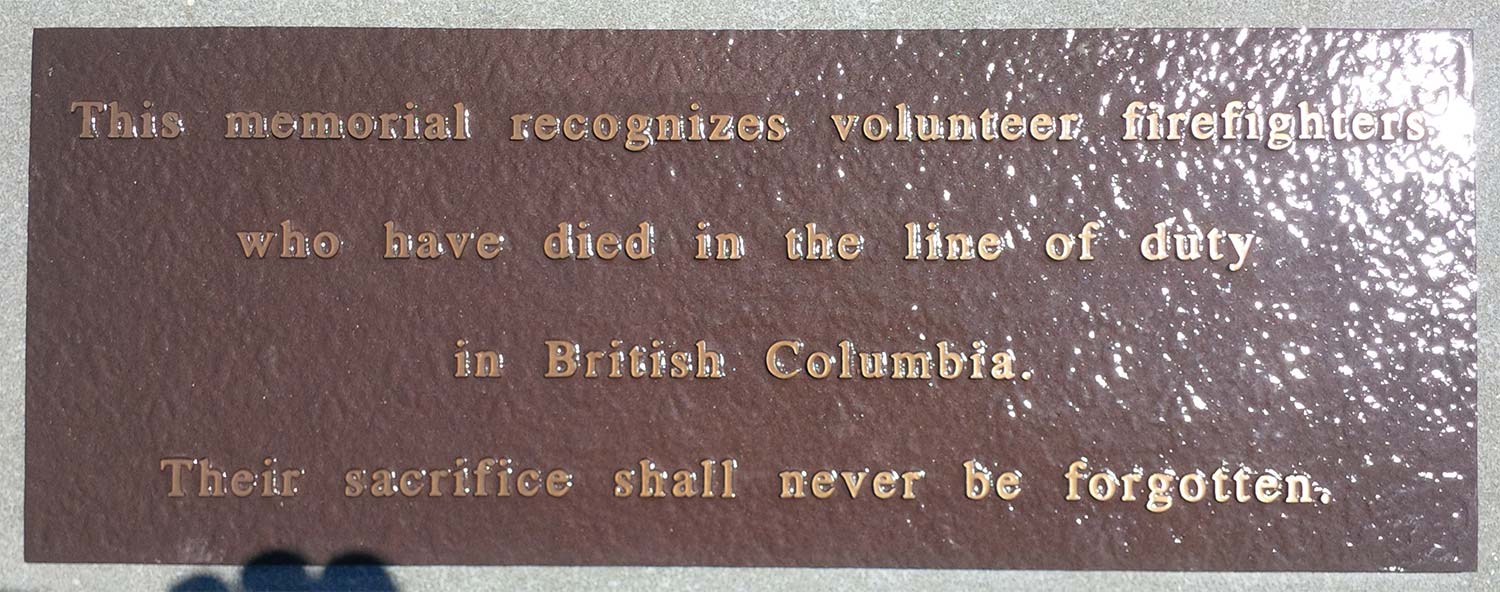 This memorial recognizes volunteer firefighters
who have died in the line of duty
in British Columbia.
Their sacrifice shall never be forgotten.